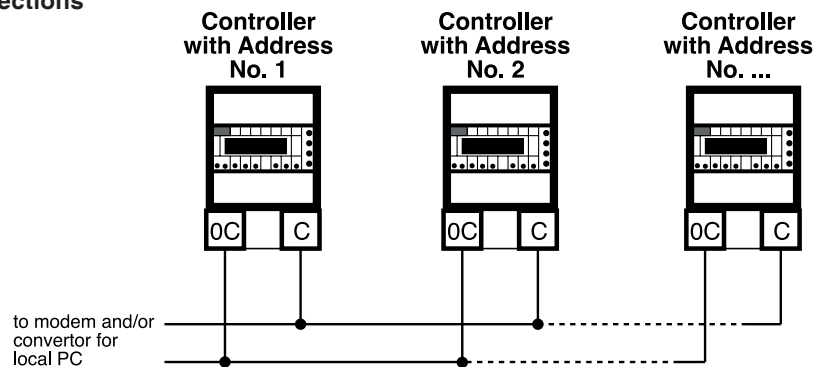 Controller
with Address
No. 1
Controller
with Address
No. 2
Controller
with Address
No. ...
0C C
0C C
0C C
to modem and/or
convertor for
local PC